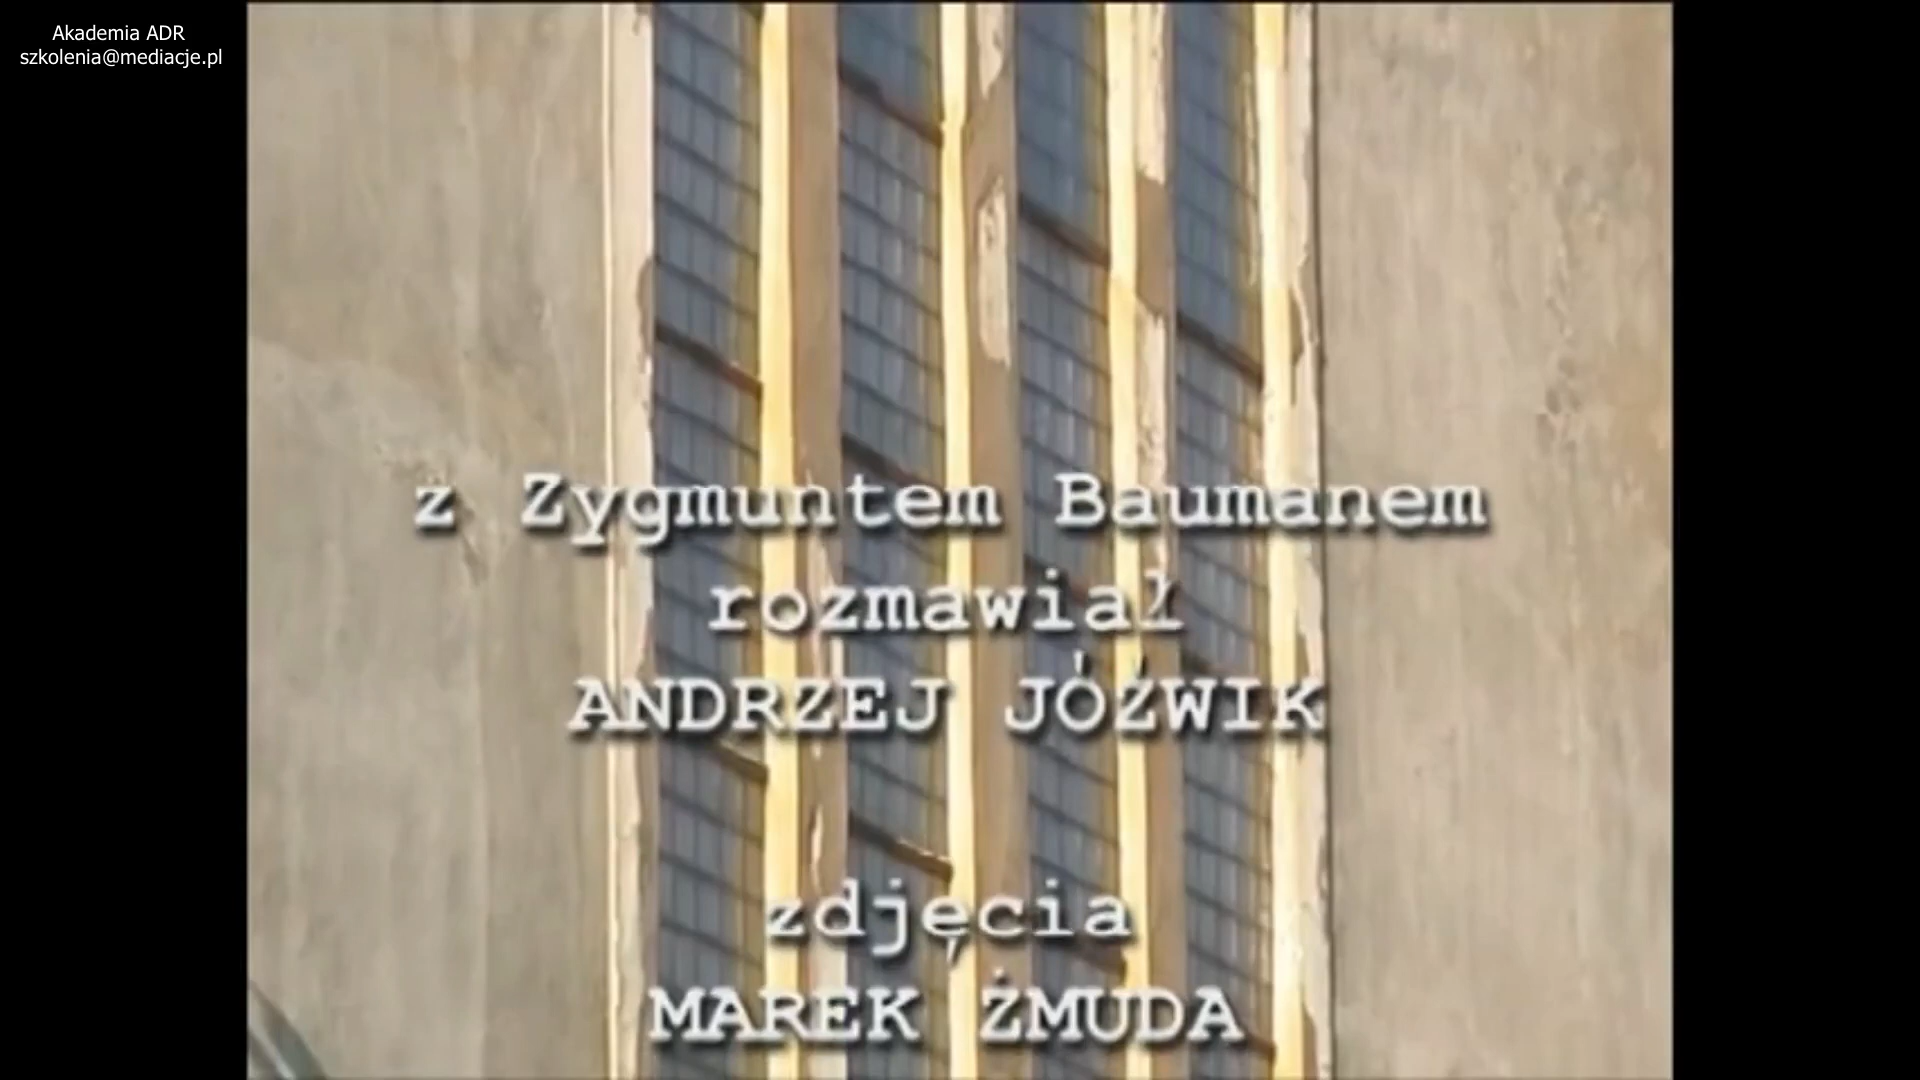 Akademia ADR
szkolenia@mediacje.pl
z Zygmuntem Baumanem
rozmawiał
ANDRZEJ JÓŹWIK
zdjęcia
MAREK ŻMUDA